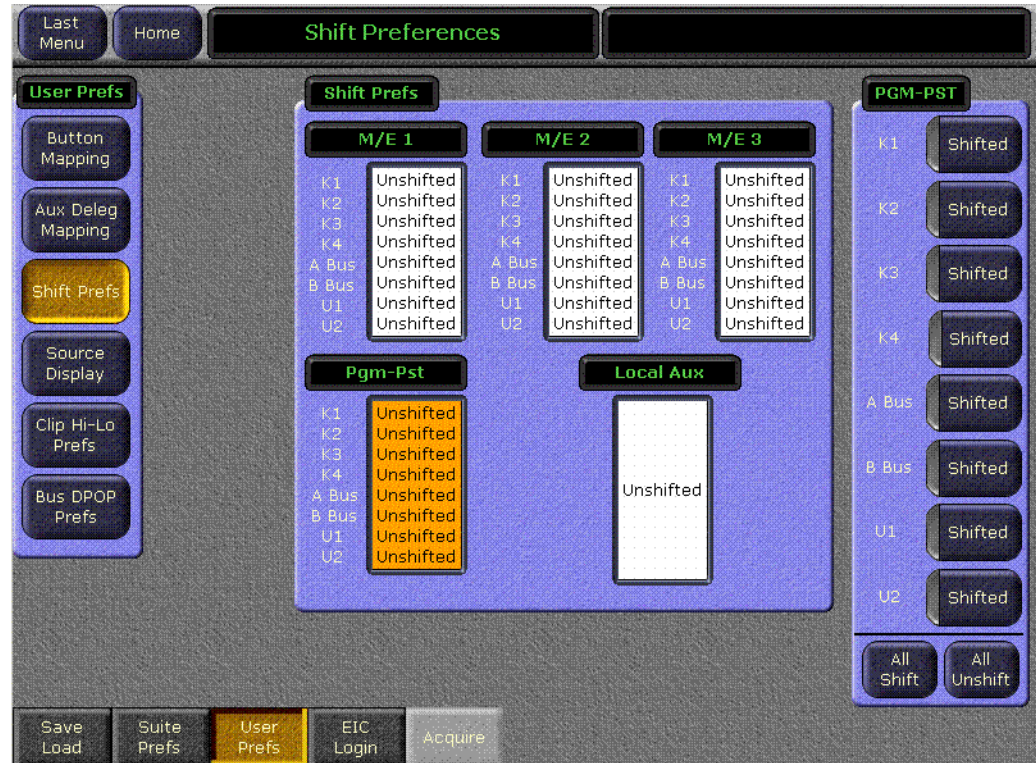 Last
Menu
Home
Shift Preferences
User Prefs
Button
Mapping
Aux Deleg
Mapping
Shift Prefs
Source
Display
Clip Hi-Lo
Prefs
Bus DPOP
Prefs
Shift Prefs
M/E 1
K1 Unshifted
K2 Unshifted
K3 Unshifted
K4 Unshifted
A Bus Unshifted
B Bus Unshifted
U1 Unshifted
U2 Unshifted
M/E 2
K1 Unshifted
K2 Unshifted
K3 Unshifted
K4 Unshifted
A Bus Unshifted
B Bus Unshifted
U1 Unshifted
U2 Unshifted
M/E 3
K1 Unshifted
K2 Unshifted
K3 Unshifted
K4 Unshifted
A Bus Unshifted
B Bus Unshifted
U1 Unshifted
U2 Unshifted
Pgm-Pst
K1 Unshifted
K2 Unshifted
K3 Unshifted
K4 Unshifted
A Bus Unshifted
B Bus Unshifted
U1 Unshifted
U2 Unshifted
Local Aux
Unshifted
PGM-PST
K1 Shifted
K2 Shifted
K3 Shifted
K4 Shifted
A Bus Shifted
B Bus Shifted
U1 Shifted
U2 Shifted
All
Shift
All
Unshift
Save
Load
Suite
Prefs
User
Prefs
EIC
Login
Acquire